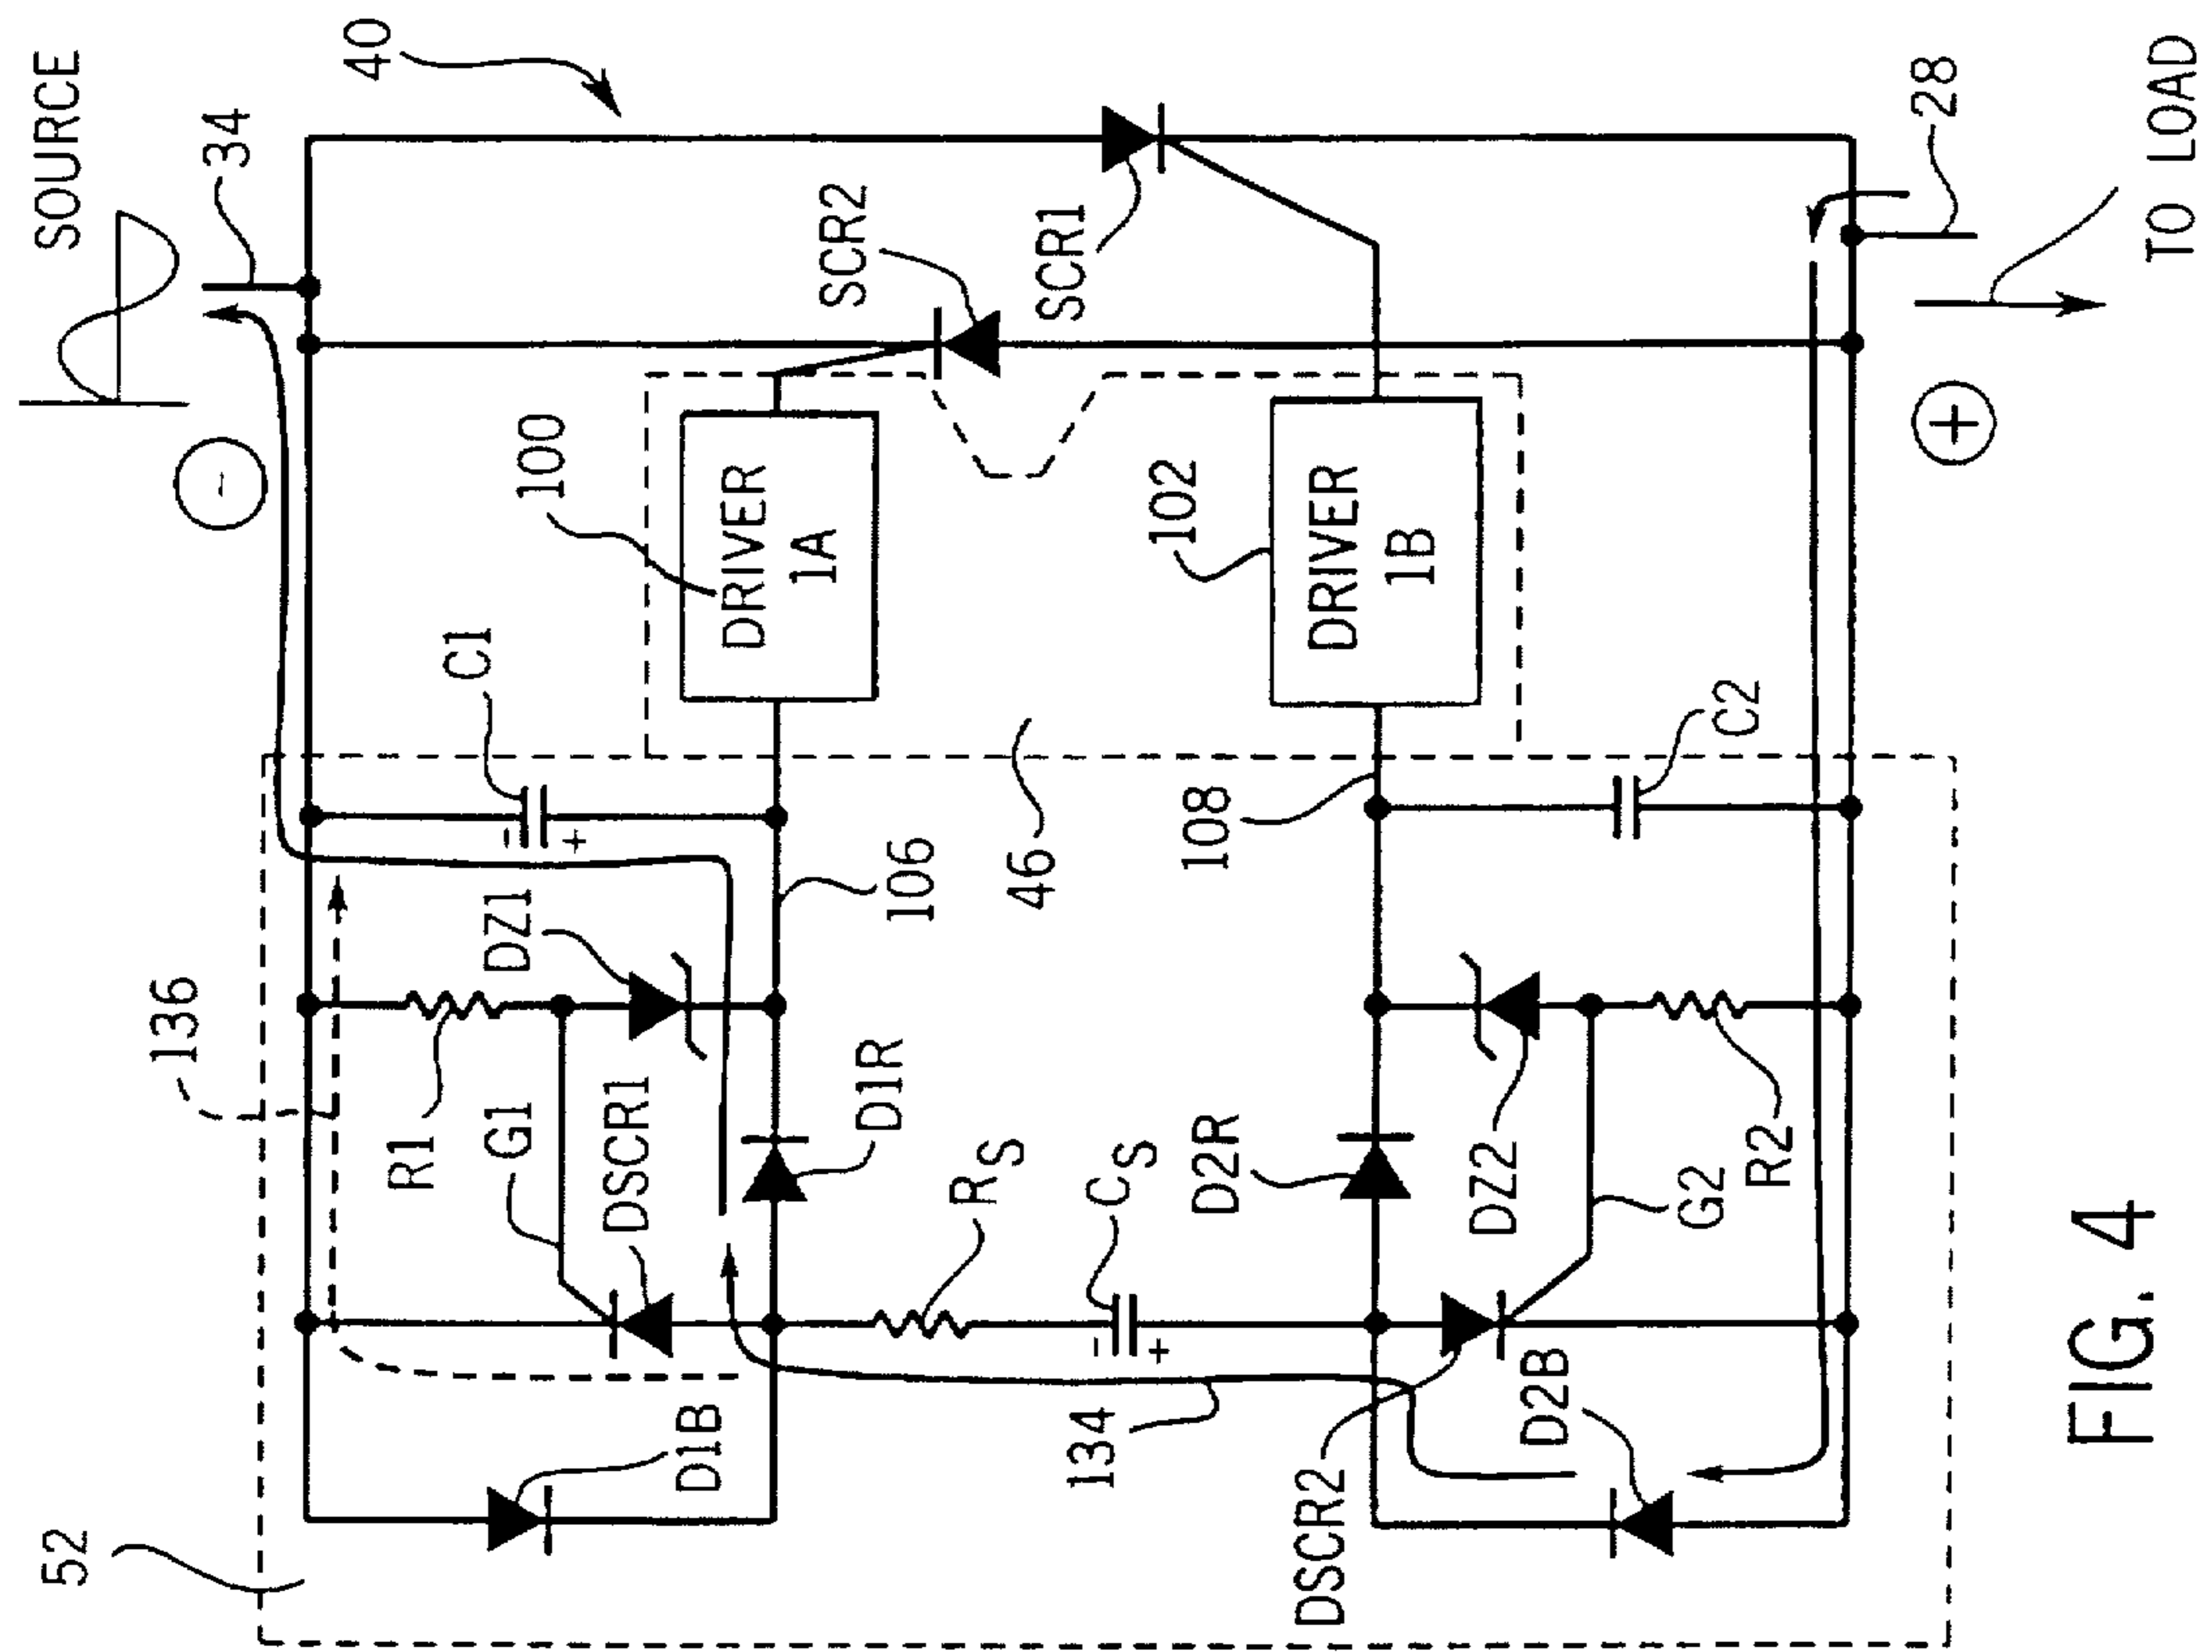 SOURCE
34
40
SCR2
SCR1
28
TO LOAD
-
+
100
DRIVER
1A
102
DRIVER
1B
C1
=
+
46
106
108
C2
136
DZ1
R1
G1
DSCR1
D1R
RS
CS
=
+
D2R
DZ2
G2
R2
D1B
134
DSCR2
D2B
52
FIG. 4